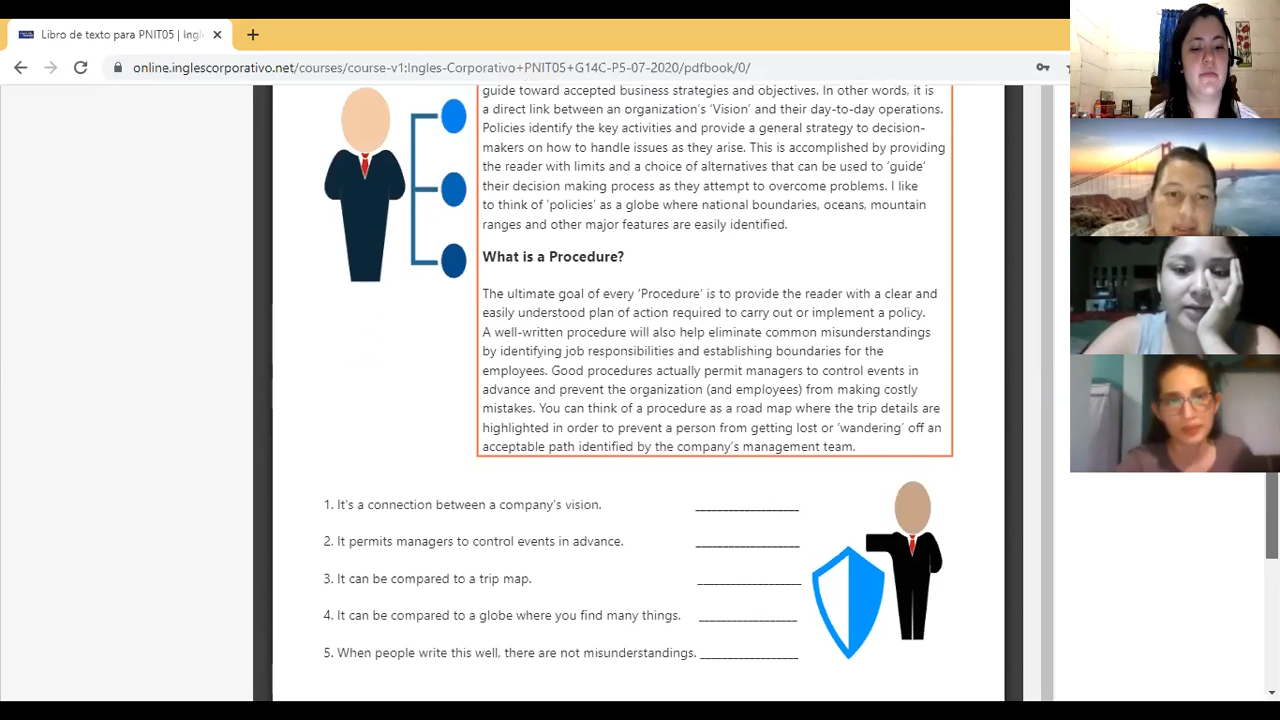 Libro de texto para PNIT05 | Ingl
online.inglescorporativo.net/courses/course-v1:Ingles-Corporativo+PNIT05+G14C-P5-07-2020/pdfbook/0/
guide toward accepted business strategies and objectives. In other words, it is
a direct link between an organization's 'Vision' and their day-to-day operations.
Policies identify the key activities and provide a general strategy to decision-
makers on how to handle issues as they arise. This is accomplished by providing
the reader with limits and a choice of alternatives that can be used to 'guide'
their decision making process as they attempt to overcome problems. I like
to think of 'policies' as a globe where national boundaries, oceans, mountain
ranges and other major features are easily identified.
What is a Procedure?
The ultimate goal of every 'Procedure' is to provide the reader with a clear and
easily understood plan of action required to carry out or implement a policy.
A well-written procedure will also help eliminate common misunderstandings
by identifying job responsibilities and establishing boundaries for the
employees. Good procedures actually permit managers to control events in
advance and prevent the organization (and employees) from making costly
mistakes. You can think of a procedure as a road map where the trip details are
highlighted in order to prevent a person from getting lost or 'wandering' off an
acceptable path identified by the company's management team.
1. It's a connection between a company's vision. __________________
2. It permits managers to control events in advance. __________________
3. It can be compared to a trip map. __________________
4. It can be compared to a globe where you find many things. _________________
5. When people write this well, there are not misunderstandings. _________________